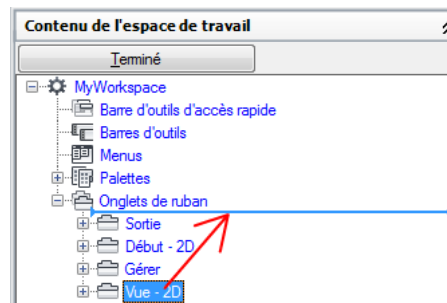 Contenu de l'espace de travail
Terminé
MyWorkspace
Barre d'outils d'accès rapide
Barres d'outils
Menus
Palettes
Onglets de ruban
Sortie
Début - 2D
Gérer
Vue - 2D